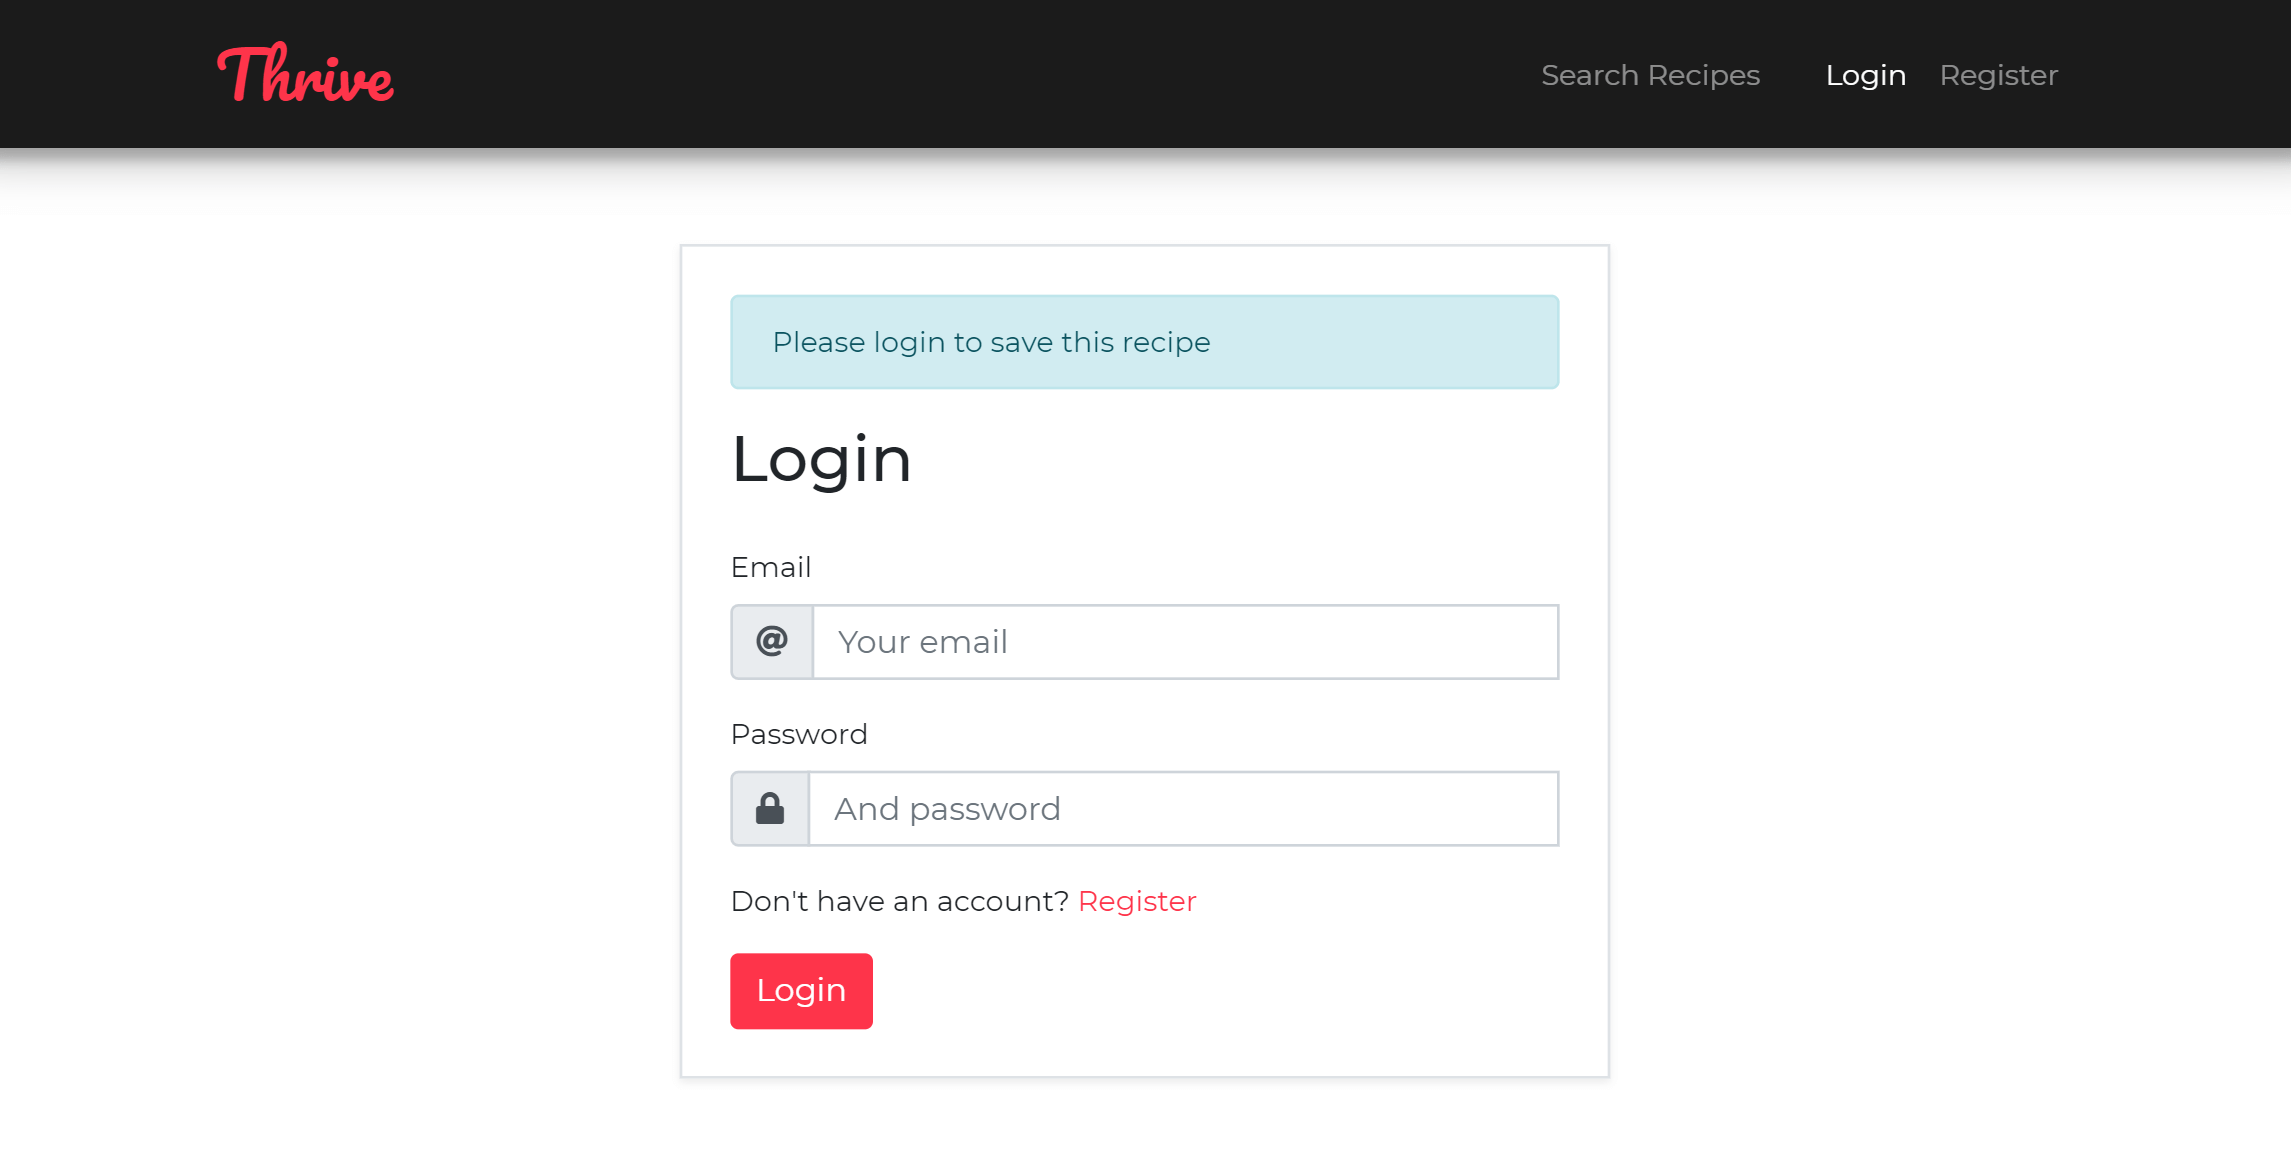 Thrive
Search Recipes Login Register
Please login to save this recipe
Login
Email
@ Your email
Password
And password
Don't have an account? Register
Login